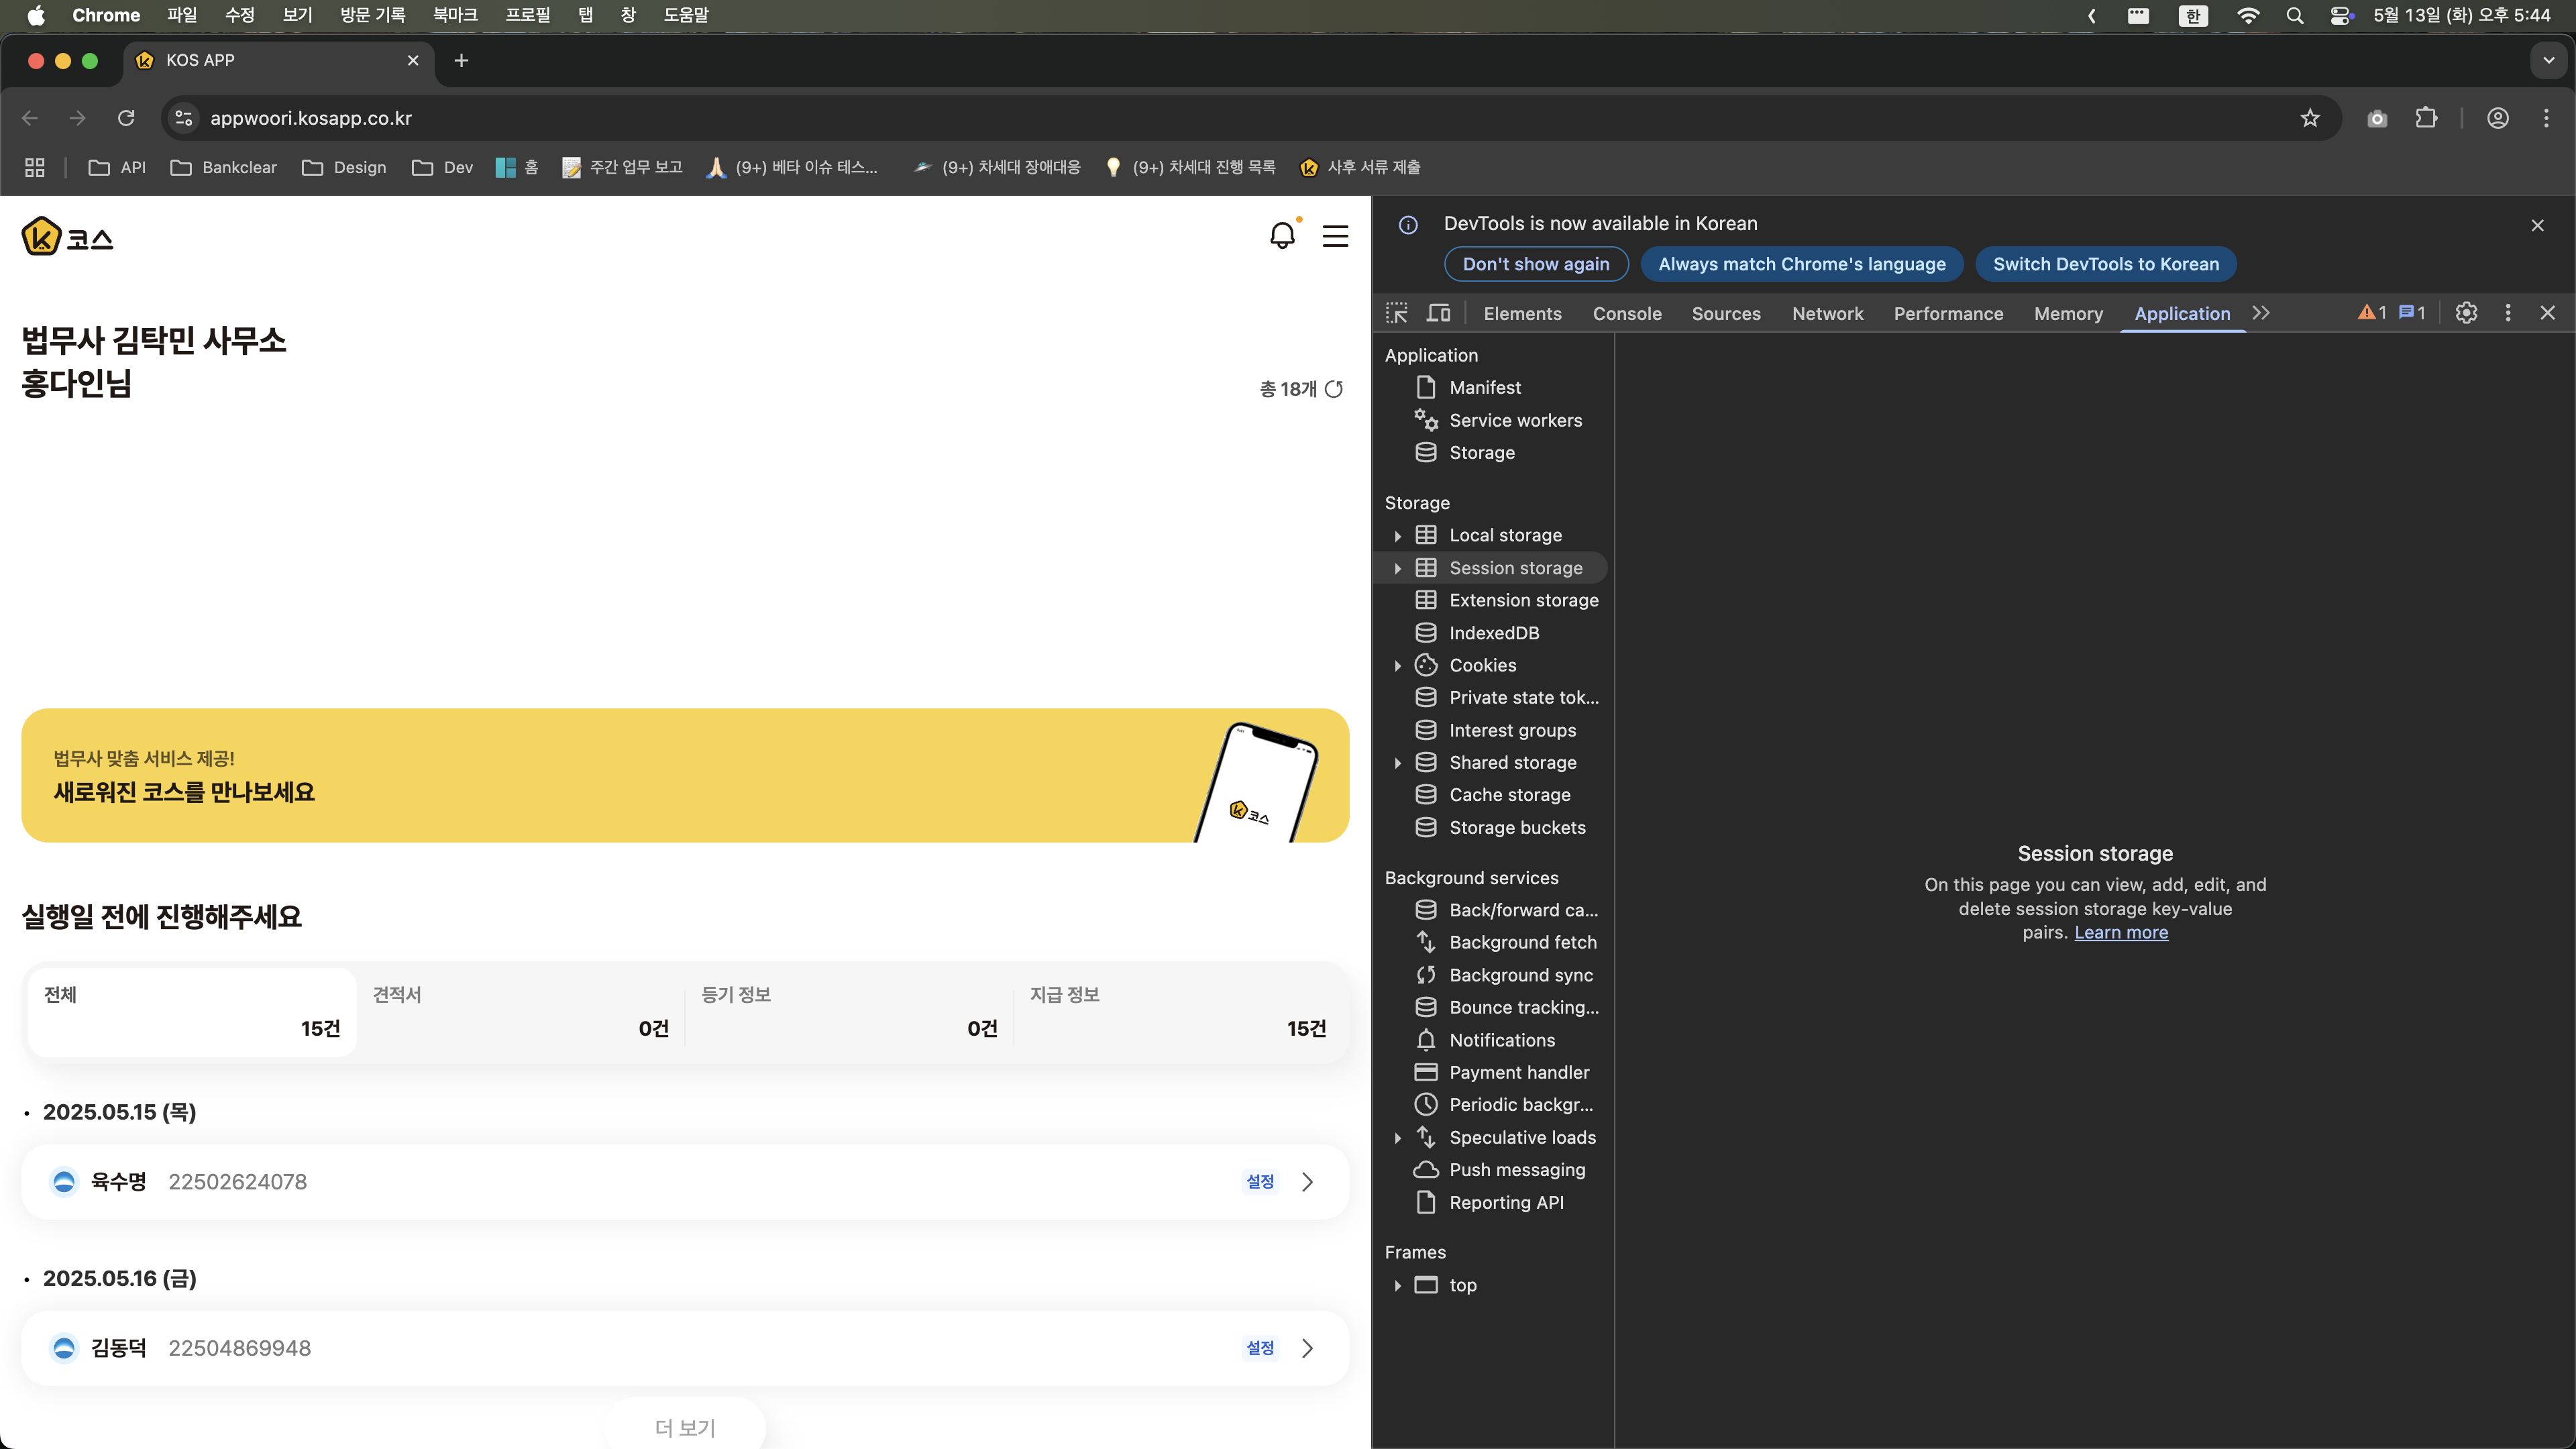 Chrome 파일 수정 보기 방문 기록 북마크 프로필 탭 창 도움말 한 5월 13일 (화) 오후 5:44
KOS APP
appwoori.kosapp.co.kr
API Bankclear Design Dev 홈 주간 업무 보고 (9+) 베타 이슈 테스... (9+) 차세대 장애대응 (9+) 차세대 진행 목록 사후 서류 제출
코스
법무사 김탁민 사무소
홍다인님
총 18개
법무사 맞춤 서비스 제공!
새로워진 코스를 만나보세요
코스
실행일 전에 진행해주세요
전체 견적서 등기 정보 지급 정보
15건 0건 0건 15건
• 2025.05.15 (목)
육수명 22502624078 설정
• 2025.05.16 (금)
김동덕 22504869948 설정
더 보기
DevTools is now available in Korean
Don't show again Always match Chrome's language Switch DevTools to Korean
Elements Console Sources Network Performance Memory Application 1 1
Application
Manifest
Service workers
Storage
Storage
Local storage
Session storage
Extension storage
IndexedDB
Cookies
Private state tok...
Interest groups
Shared storage
Cache storage
Storage buckets
Background services
Back/forward ca...
Background fetch
Background sync
Bounce tracking...
Notifications
Payment handler
Periodic backgr...
Speculative loads
Push messaging
Reporting API
Frames
top
Session storage
On this page you can view, add, edit, and
delete session storage key-value
pairs. Learn more